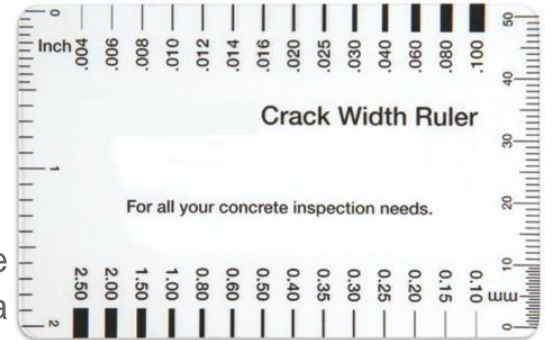 0 50
Inch .004 .006 .008 .010 .012 .014 .016 .020 .025 .030 .040 .060 .080 .100
40
Crack Width Ruler
30
1
For all your concrete inspection needs.
20
10
2.50 2.00 1.50 1.00 0.80 0.60 0.50 0.40 0.35 0.30 0.25 0.20 0.15 0.10 mm
2 0
e
a